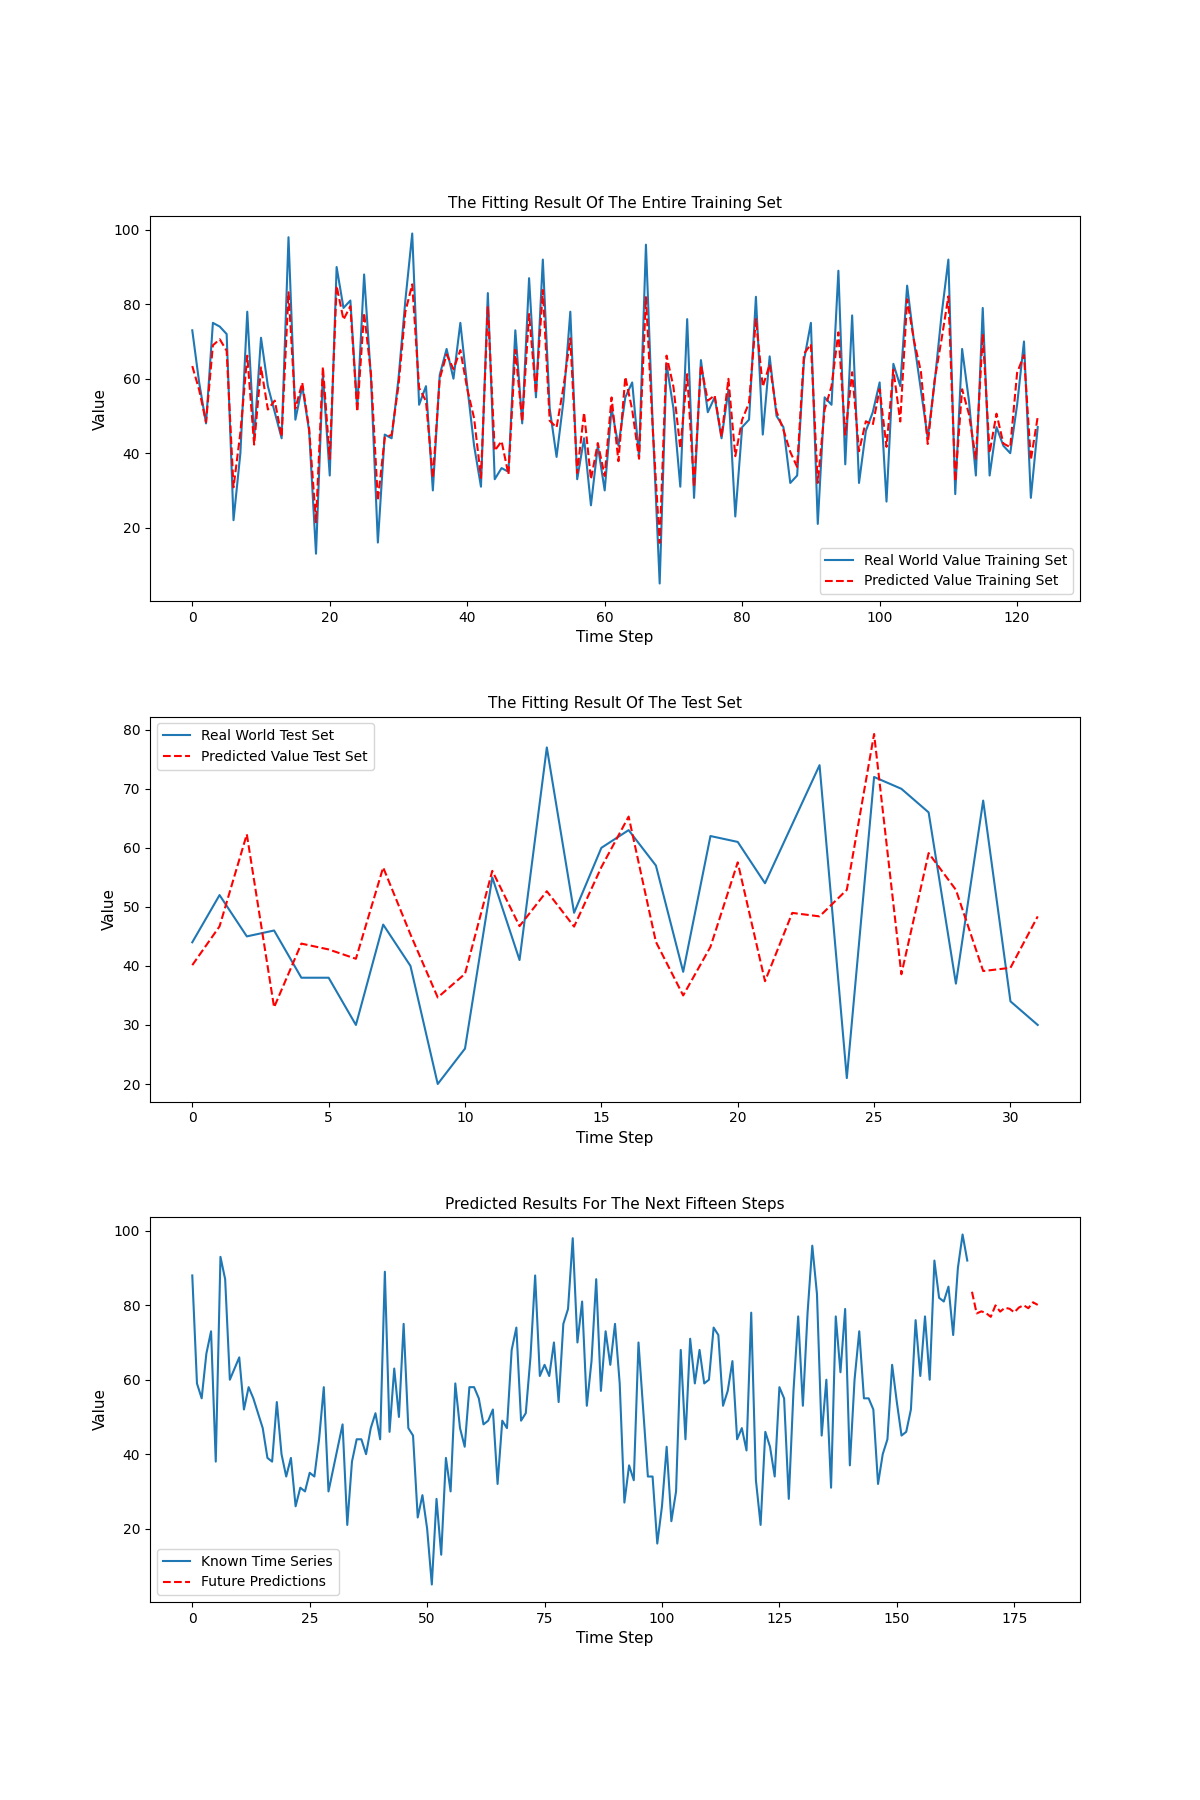 The Fitting Result Of The Entire Training Set
100
80
60
40
20
Value
Real World Value Training Set
Predicted Value Training Set
0 20 40 60 80 100 120
Time Step
The Fitting Result Of The Test Set
Real World Test Set
Predicted Value Test Set
80
70
60
50
40
30
20
Value
0 5 10 15 20 25 30
Time Step
Predicted Results For The Next Fifteen Steps
100
80
60
40
20
Value
Known Time Series
Future Predictions
0 25 50 75 100 125 150 175
Time Step